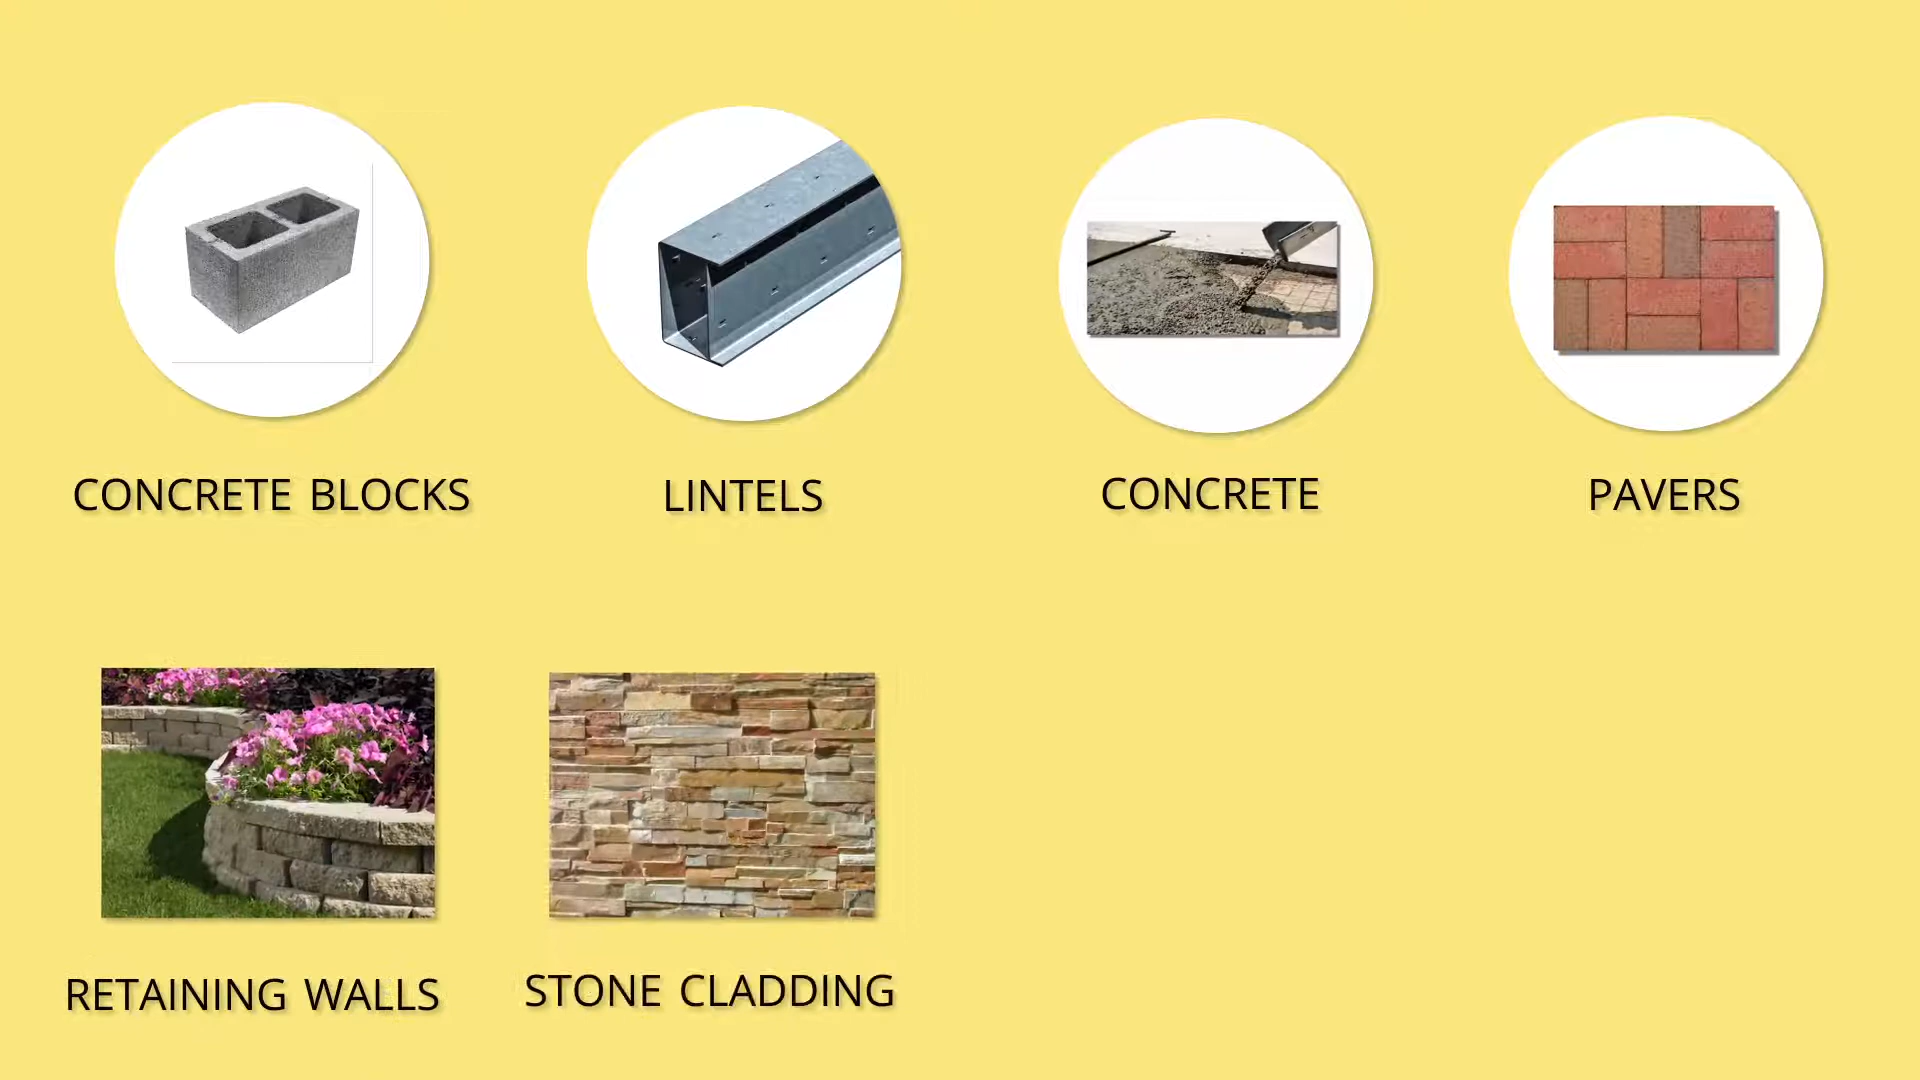 CONCRETE BLOCKS
LINTELS
CONCRETE
PAVERS
RETAINING WALLS
STONE CLADDING